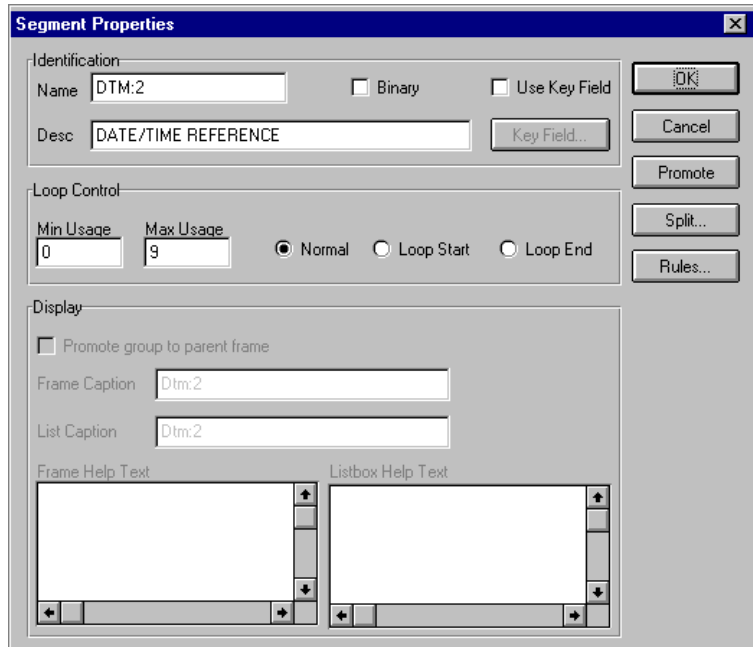 Segment Properties
Identification
Name DTM:2 Binary Use Key Field OK
Desc DATE/TIME REFERENCE Key Field... Cancel
Promote
Loop Control
Min Usage Max Usage Split...
0 9 Normal Loop Start Loop End
Rules...
Display
Promote group to parent frame
Frame Caption Dtm:2
List Caption Dtm:2
Frame Help Text Listbox Help Text